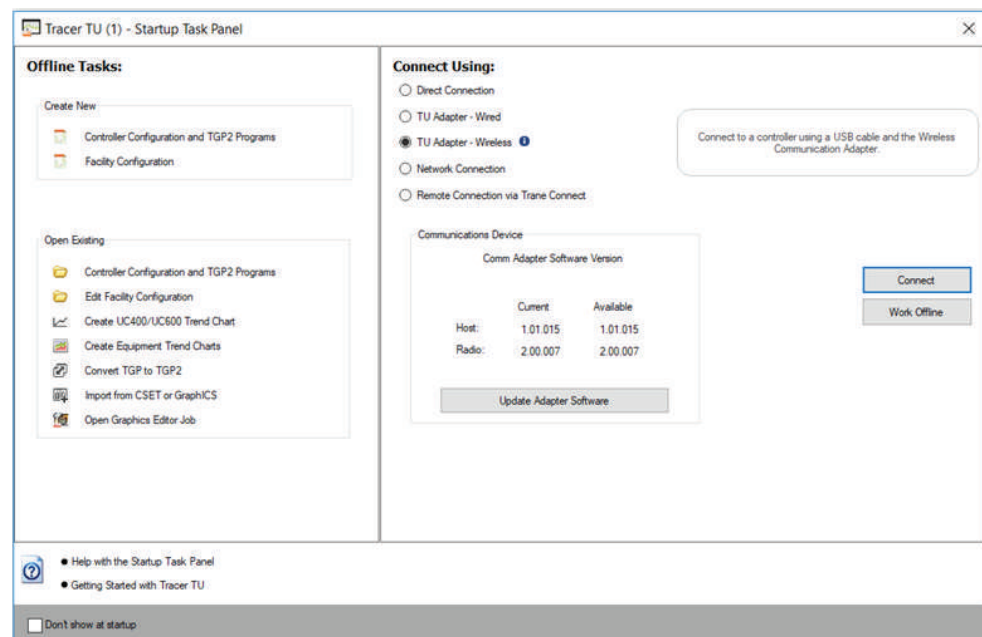 Tracer TU (1) - Startup Task Panel
Offline Tasks:
Create New
Controller Configuration and TGP2 Programs
Facility Configuration
Open Existing
Controller Configuration and TGP2 Programs
Edit Facility Configuration
Create UC400/UC600 Trend Chart
Create Equipment Trend Charts
Convert TGP to TGP2
Import from CSET or GraphICS
Open Graphics Editor Job
Connect Using:
Direct Connection
TU Adapter - Wired
TU Adapter - Wireless
Network Connection
Remote Connection via Trane Connect
Connect to a controller using a USB cable and the Wireless
Communication Adapter.
Communications Device
Comm Adapter Software Version
Current Available
Host: 1.01.015 1.01.015
Radio: 2.00.007 2.00.007
Update Adapter Software
Connect
Work Offline
Help with the Startup Task Panel
Getting Started with Tracer TU
Don't show at startup